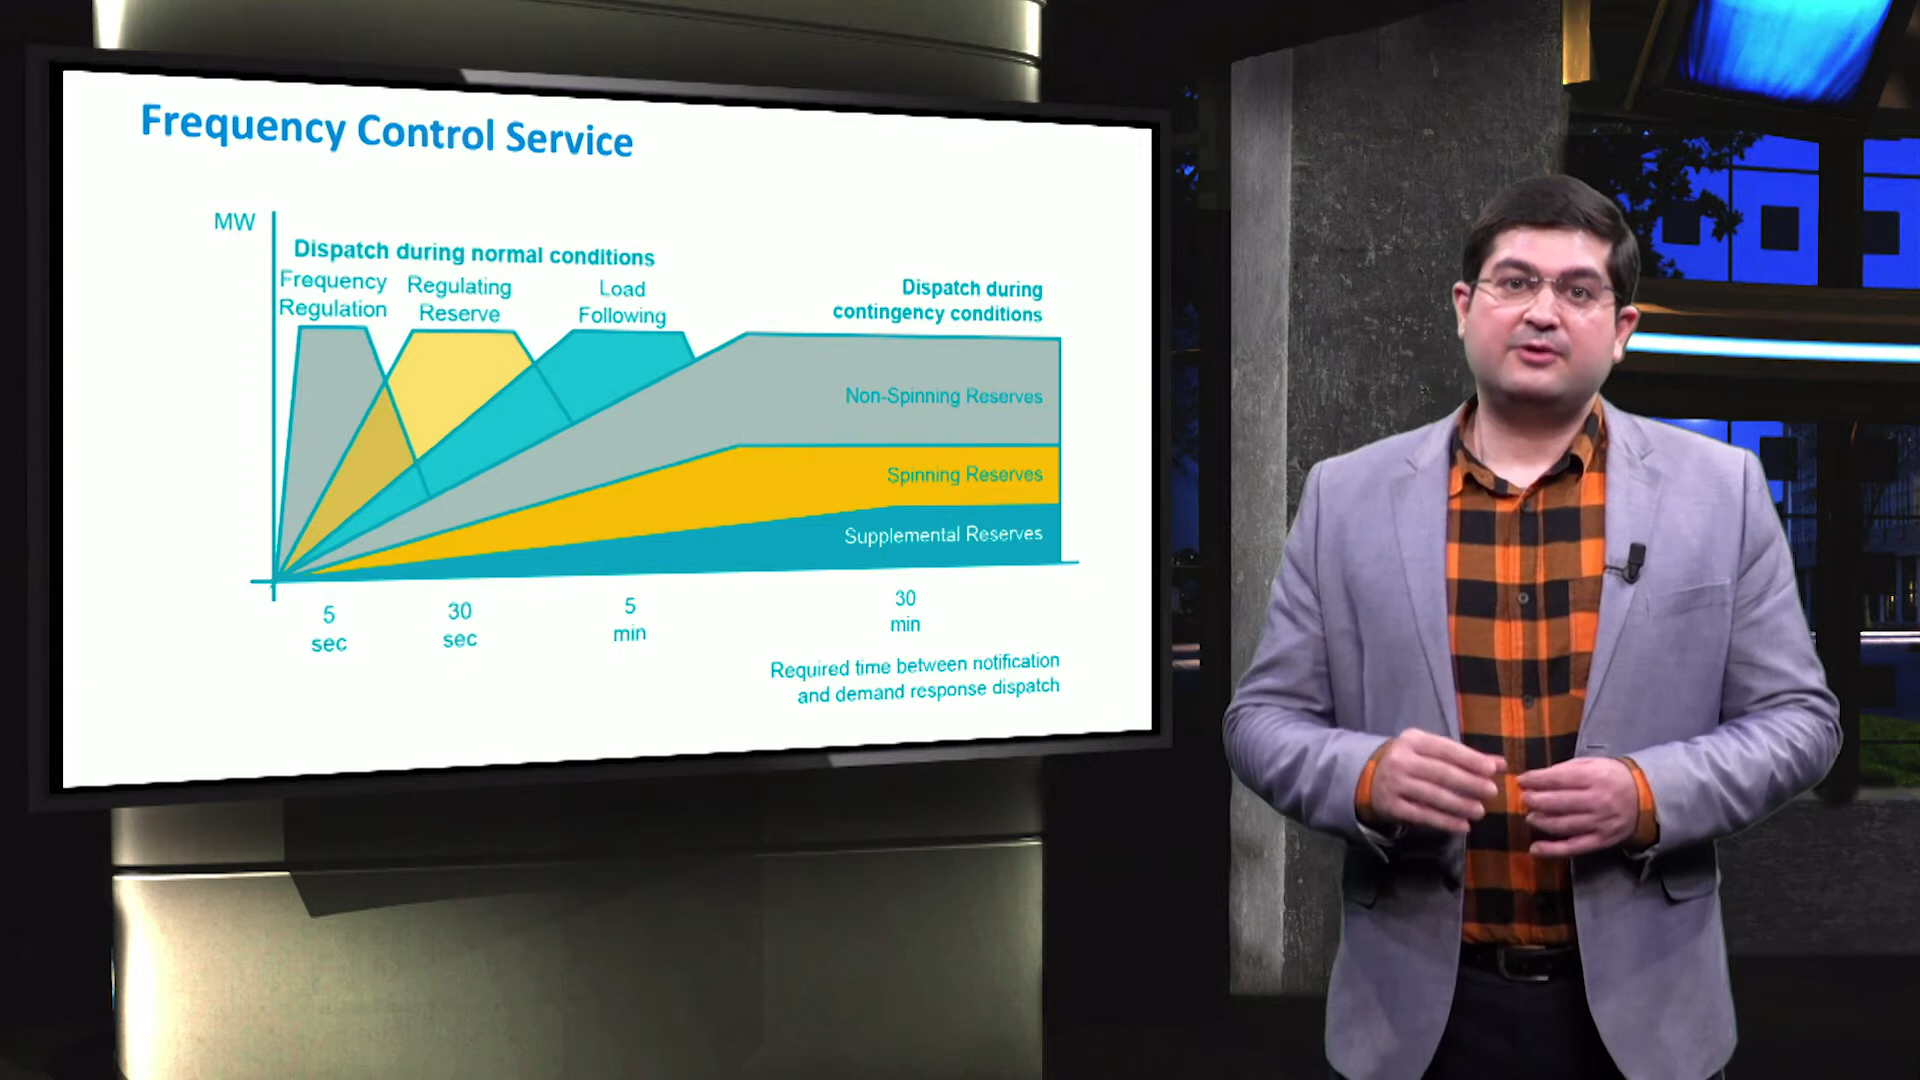 Frequency Control Service
MW
Dispatch during normal conditions
Frequency
Regulation
Regulating
Reserve
Load
Following
Dispatch during
contingency conditions
Non-Spinning Reserves
Spinning Reserves
Supplemental Reserves
5
sec
30
sec
5
min
30
min
Required time between notification
and demand response dispatch